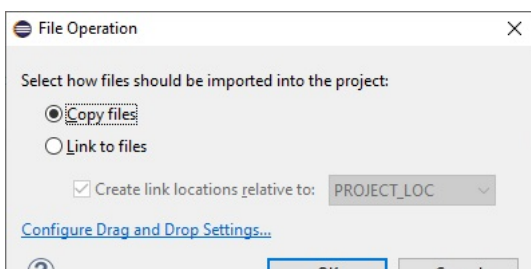 File Operation
Select how files should be imported into the project:
Copy files
Link to files
Create link locations relative to: PROJECT_LOC
Configure Drag and Drop Settings...